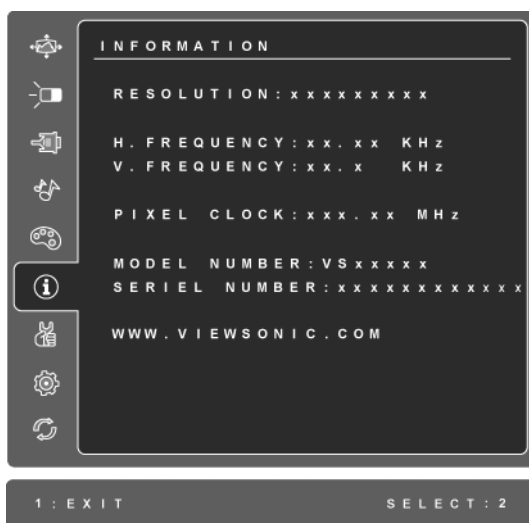 INFORMATION
RESOLUTION:xxxxxxxxx
H.FREQUENCY:xx.xx KHz
V.FREQUENCY:xx.x KHz
PIXEL CLOCK:xxx.xx MHz
MODEL NUMBER:VSxxxxx
SERIEL NUMBER:xxxxxxxxxxxx
WWW.VIEWSONIC.COM
1:EXIT SELECT:2